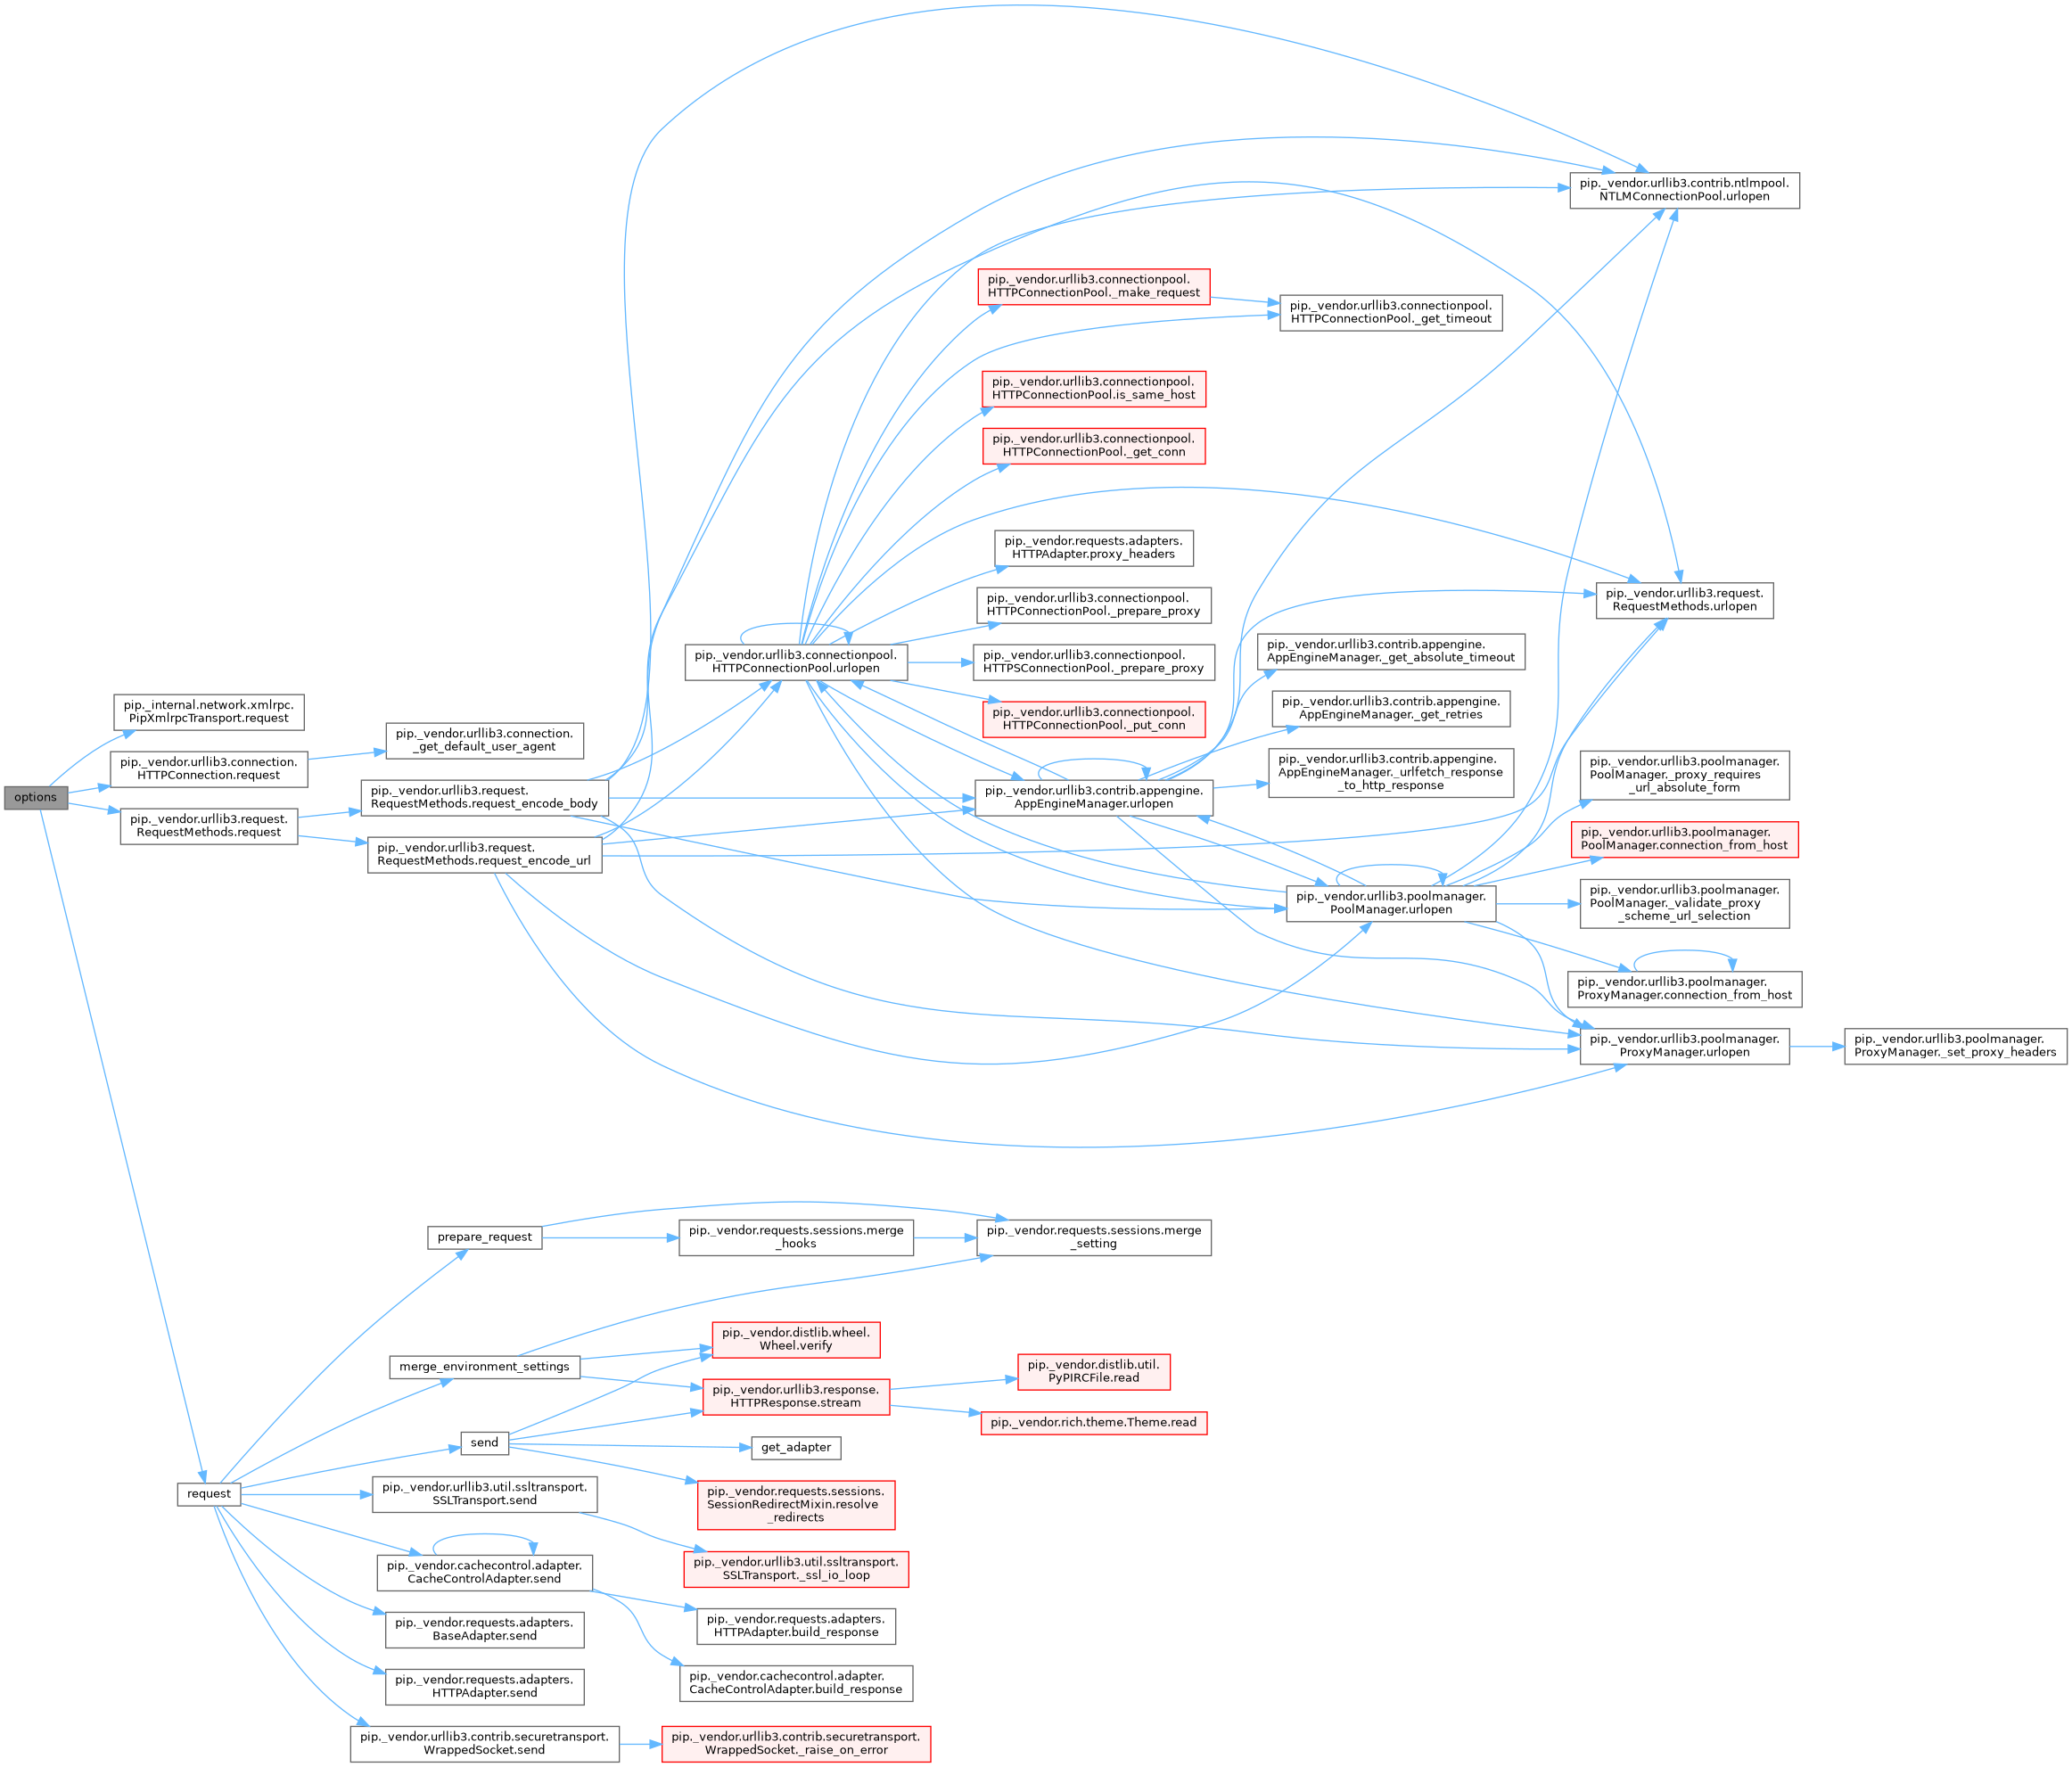 options
pip._internal.network.xmlrpc.
PipXmlrpcTransport.request
pip._vendor.urllib3.connection.
HTTPConnection.request
pip._vendor.urllib3.connection.
_get_default_user_agent
pip._vendor.urllib3.request.
RequestMethods.request
pip._vendor.urllib3.request.
RequestMethods.request_encode_body
pip._vendor.urllib3.request.
RequestMethods.request_encode_url
pip._vendor.urllib3.connectionpool.
HTTPConnectionPool.urlopen
pip._vendor.urllib3.contrib.ntlmpool.
NTLMConnectionPool.urlopen
pip._vendor.urllib3.connectionpool.
HTTPConnectionPool._make_request
pip._vendor.urllib3.connectionpool.
HTTPConnectionPool._get_timeout
pip._vendor.urllib3.connectionpool.
HTTPConnectionPool.is_same_host
pip._vendor.urllib3.connectionpool.
HTTPConnectionPool._get_conn
pip._vendor.requests.adapters.
HTTPAdapter.proxy_headers
pip._vendor.urllib3.connectionpool.
HTTPConnectionPool._prepare_proxy
pip._vendor.urllib3.connectionpool.
HTTPSConnectionPool._prepare_proxy
pip._vendor.urllib3.connectionpool.
HTTPConnectionPool._put_conn
pip._vendor.urllib3.request.
RequestMethods.urlopen
pip._vendor.urllib3.contrib.appengine.
AppEngineManager.urlopen
pip._vendor.urllib3.contrib.appengine.
AppEngineManager._get_absolute_timeout
pip._vendor.urllib3.contrib.appengine.
AppEngineManager._get_retries
pip._vendor.urllib3.contrib.appengine.
AppEngineManager._urlfetch_response
_to_http_response
pip._vendor.urllib3.poolmanager.
PoolManager.urlopen
pip._vendor.urllib3.poolmanager.
PoolManager._proxy_requires
_url_absolute_form
pip._vendor.urllib3.poolmanager.
PoolManager.connection_from_host
pip._vendor.urllib3.poolmanager.
PoolManager._validate_proxy
_scheme_url_selection
pip._vendor.urllib3.poolmanager.
ProxyManager.connection_from_host
pip._vendor.urllib3.poolmanager.
ProxyManager.urlopen
pip._vendor.urllib3.poolmanager.
ProxyManager._set_proxy_headers
request
prepare_request
pip._vendor.requests.sessions.merge
_hooks
pip._vendor.requests.sessions.merge
_setting
merge_environment_settings
pip._vendor.distlib.wheel.
Wheel.verify
pip._vendor.urllib3.response.
HTTPResponse.stream
pip._vendor.distlib.util.
PyPIRCFile.read
pip._vendor.rich.theme.Theme.read
send
get_adapter
pip._vendor.requests.sessions.
SessionRedirectMixin.resolve
_redirects
pip._vendor.urllib3.util.ssltransport.
SSLTransport.send
pip._vendor.urllib3.util.ssltransport.
SSLTransport._ssl_io_loop
pip._vendor.cachecontrol.adapter.
CacheControlAdapter.send
pip._vendor.requests.adapters.
HTTPAdapter.build_response
pip._vendor.cachecontrol.adapter.
CacheControlAdapter.build_response
pip._vendor.requests.adapters.
BaseAdapter.send
pip._vendor.requests.adapters.
HTTPAdapter.send
pip._vendor.urllib3.contrib.securetransport.
WrappedSocket.send
pip._vendor.urllib3.contrib.securetransport.
WrappedSocket._raise_on_error